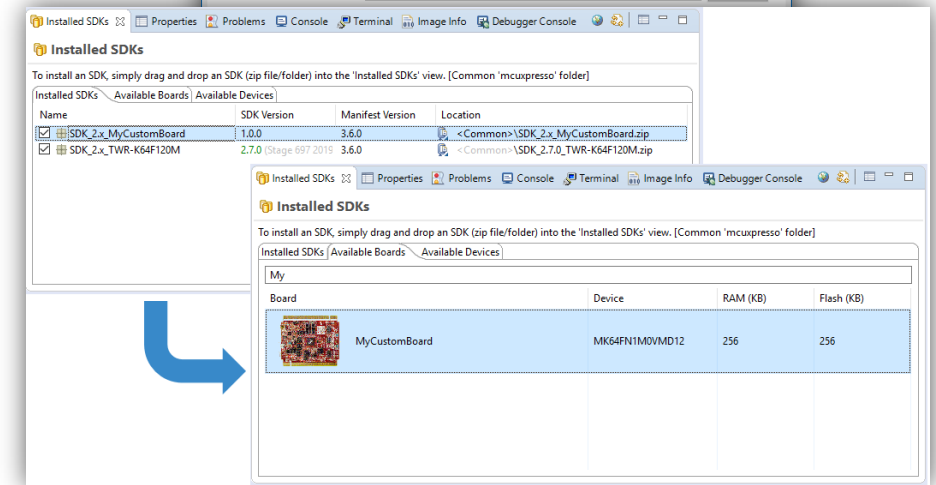 Installed SDKs Properties Problems Console Terminal Image Info Debugger Console
Installed SDKs
To install an SDK, simply drag and drop an SDK (zip file/folder) into the 'Installed SDKs' view. [Common 'mcuxpresso' folder]
Installed SDKs Available Boards Available Devices
Name SDK Version Manifest Version Location
SDK_2.x_MyCustomBoard 1.0.0 3.6.0 <Common>\SDK_2.x_MyCustomBoard.zip
SDK_2.x_TWR-K64F120M 2.7.0 (Stage 697 2019 3.6.0 <Common>\SDK_2.7.0_TWR-K64F120M.zip
Installed SDKs Properties Problems Console Terminal Image Info Debugger Console
Installed SDKs
To install an SDK, simply drag and drop an SDK (zip file/folder) into the 'Installed SDKs' view. [Common 'mcuxpresso' folder]
Installed SDKs Available Boards Available Devices
My
Board Device RAM (KB) Flash (KB)
MyCustomBoard MK64FN1M0VMD12 256 256